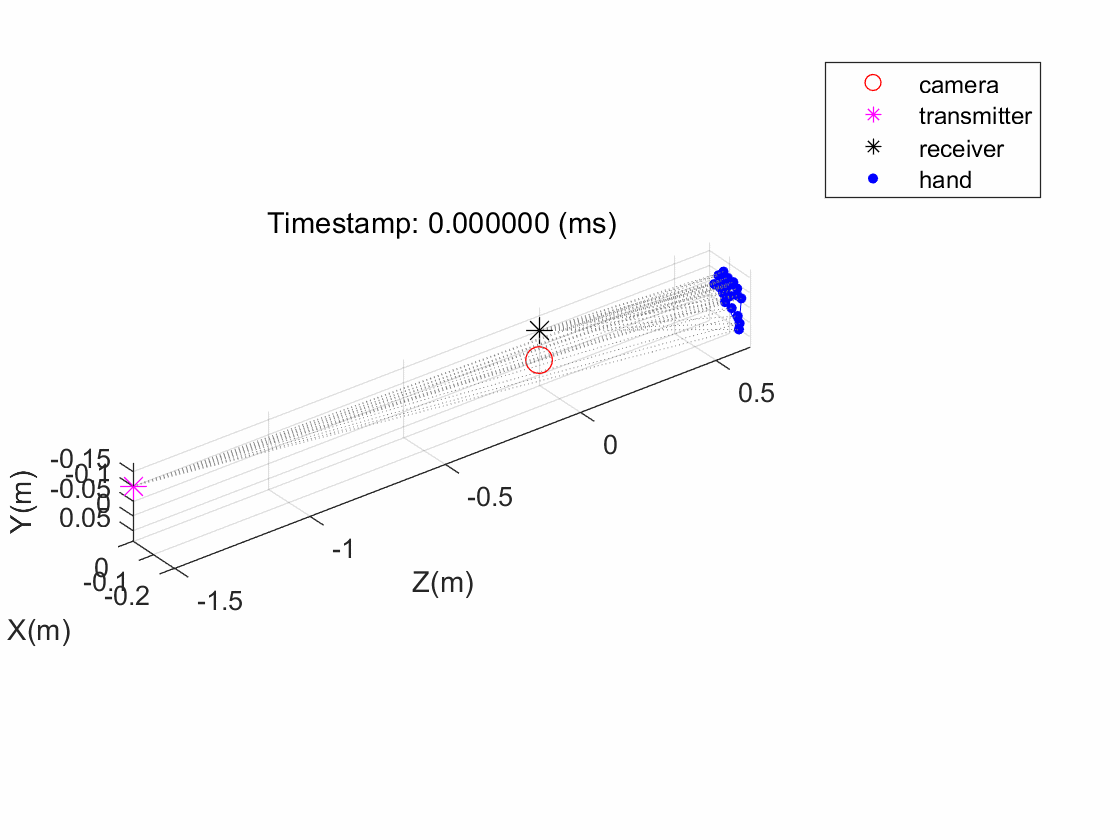 camera
transmitter
receiver
hand
Timestamp: 0.000000 (ms)
0.5
0
-0.5
-1
-1.5
Z(m)
-0.15
-0.1
-0.05
0
0.05
Y(m)
0
-0.1
-0.2
X(m)